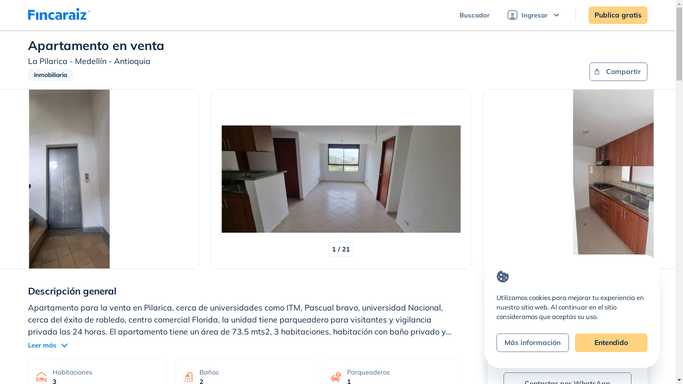 Fincaraiz
Buscador
Ingresar
Publica gratis
Apartamento en venta
La Pilarica - Medellín - Antioquia
Inmobiliaria
Compartir
1 / 21
Descripción general
Apartamento para la venta en Pilarica, cerca de universidades como ITM, Pascual bravo, universidad Nacional,
cerca del éxito de robledo, centro comercial Florida, la unidad tiene parqueadero para visitantes y vigilancia
privada las 24 horas. El apartamento tiene un área de 73.5 mts2, 3 habitaciones, habitación con baño privado y...
Leer más
Habitaciones
3
Baños
2
Parqueaderos
1
Utilizamos cookies para mejorar tu experiencia en
nuestro sitio web. Al continuar en el sitio
consideramos que aceptas su uso.
Más información
Entendido
Contactar por WhatsApp